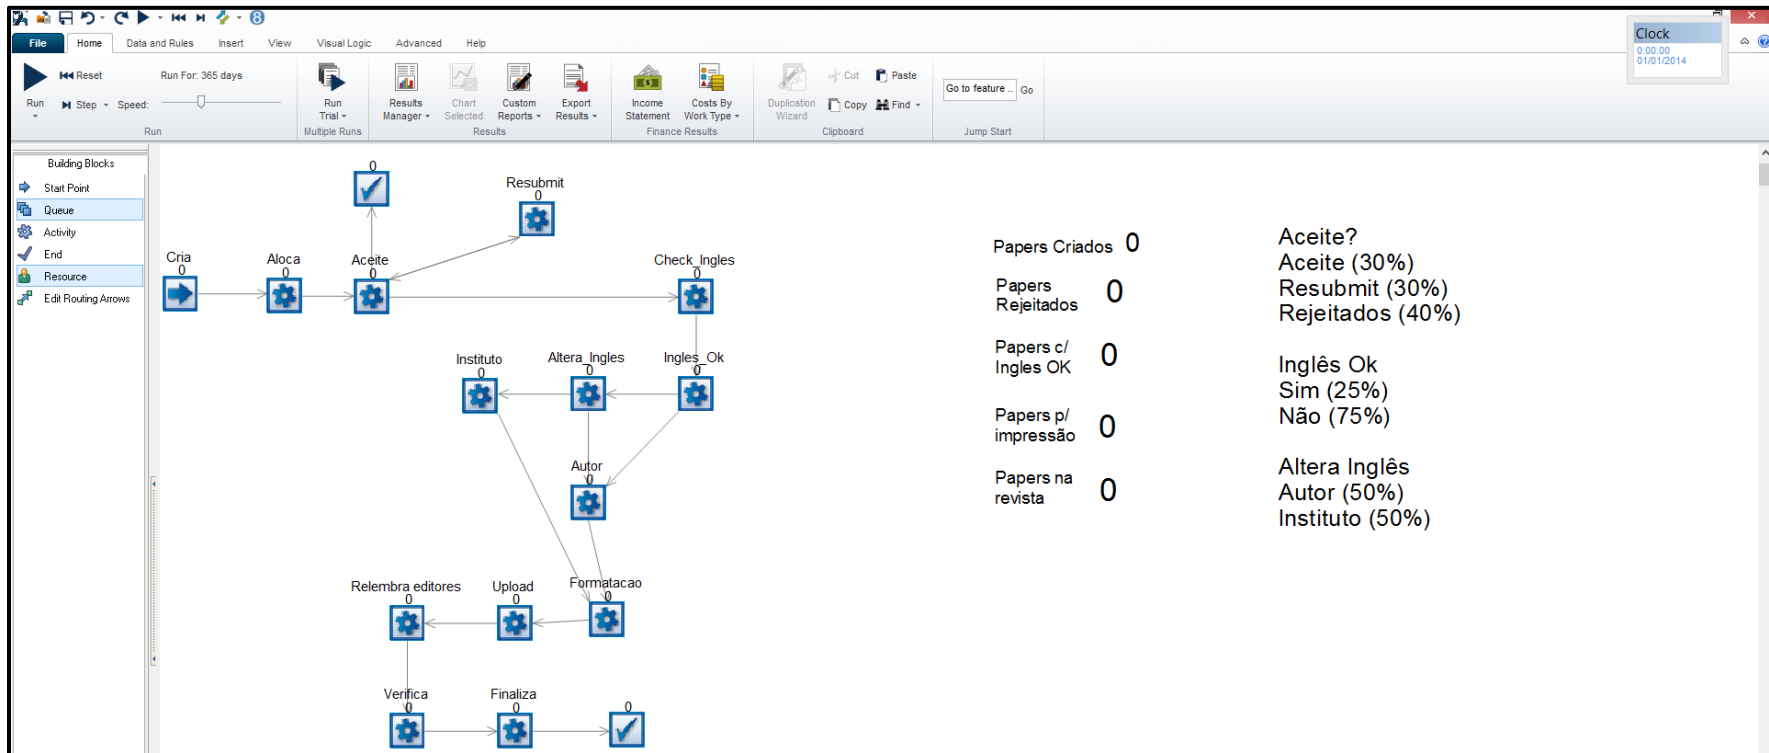 Clock
0:00:00
01/01/2014
File Home Data and Rules Insert View Visual Logic Advanced Help
Run
Reset
Step Speed:
Run For: 365 days
Run
Run
Trial
Multiple Runs
Results
Manager
Chart
Selected
Custom
Reports
Export
Results
Results
Income
Statement
Costs By
Work Type
Finance Results
Duplication
Wizard
Cut
Copy
Paste
Find
Clipboard
Go to feature .. Go
Jump Start
Building Blocks
Start Point
Queue
Activity
End
Resource
Edit Routing Arrows
0
Resubmit
0
Cria
0
Aloca
0
Aceite
0
Check_Ingles
0
Instituto
0
Altera_Ingles
0
Ingles_Ok
0
Autor
0
Relembra editores
0
Upload
0
Formatacao
0
Verifica
0
Finaliza
0
0
Papers Criados 0
Papers
Rejeitados 0
Papers c/
Ingles OK 0
Papers p/
impressão 0
Papers na
revista 0
Aceite?
Aceite (30%)
Resubmit (30%)
Rejeitados (40%)
Inglês Ok
Sim (25%)
Não (75%)
Altera Inglês
Autor (50%)
Instituto (50%)